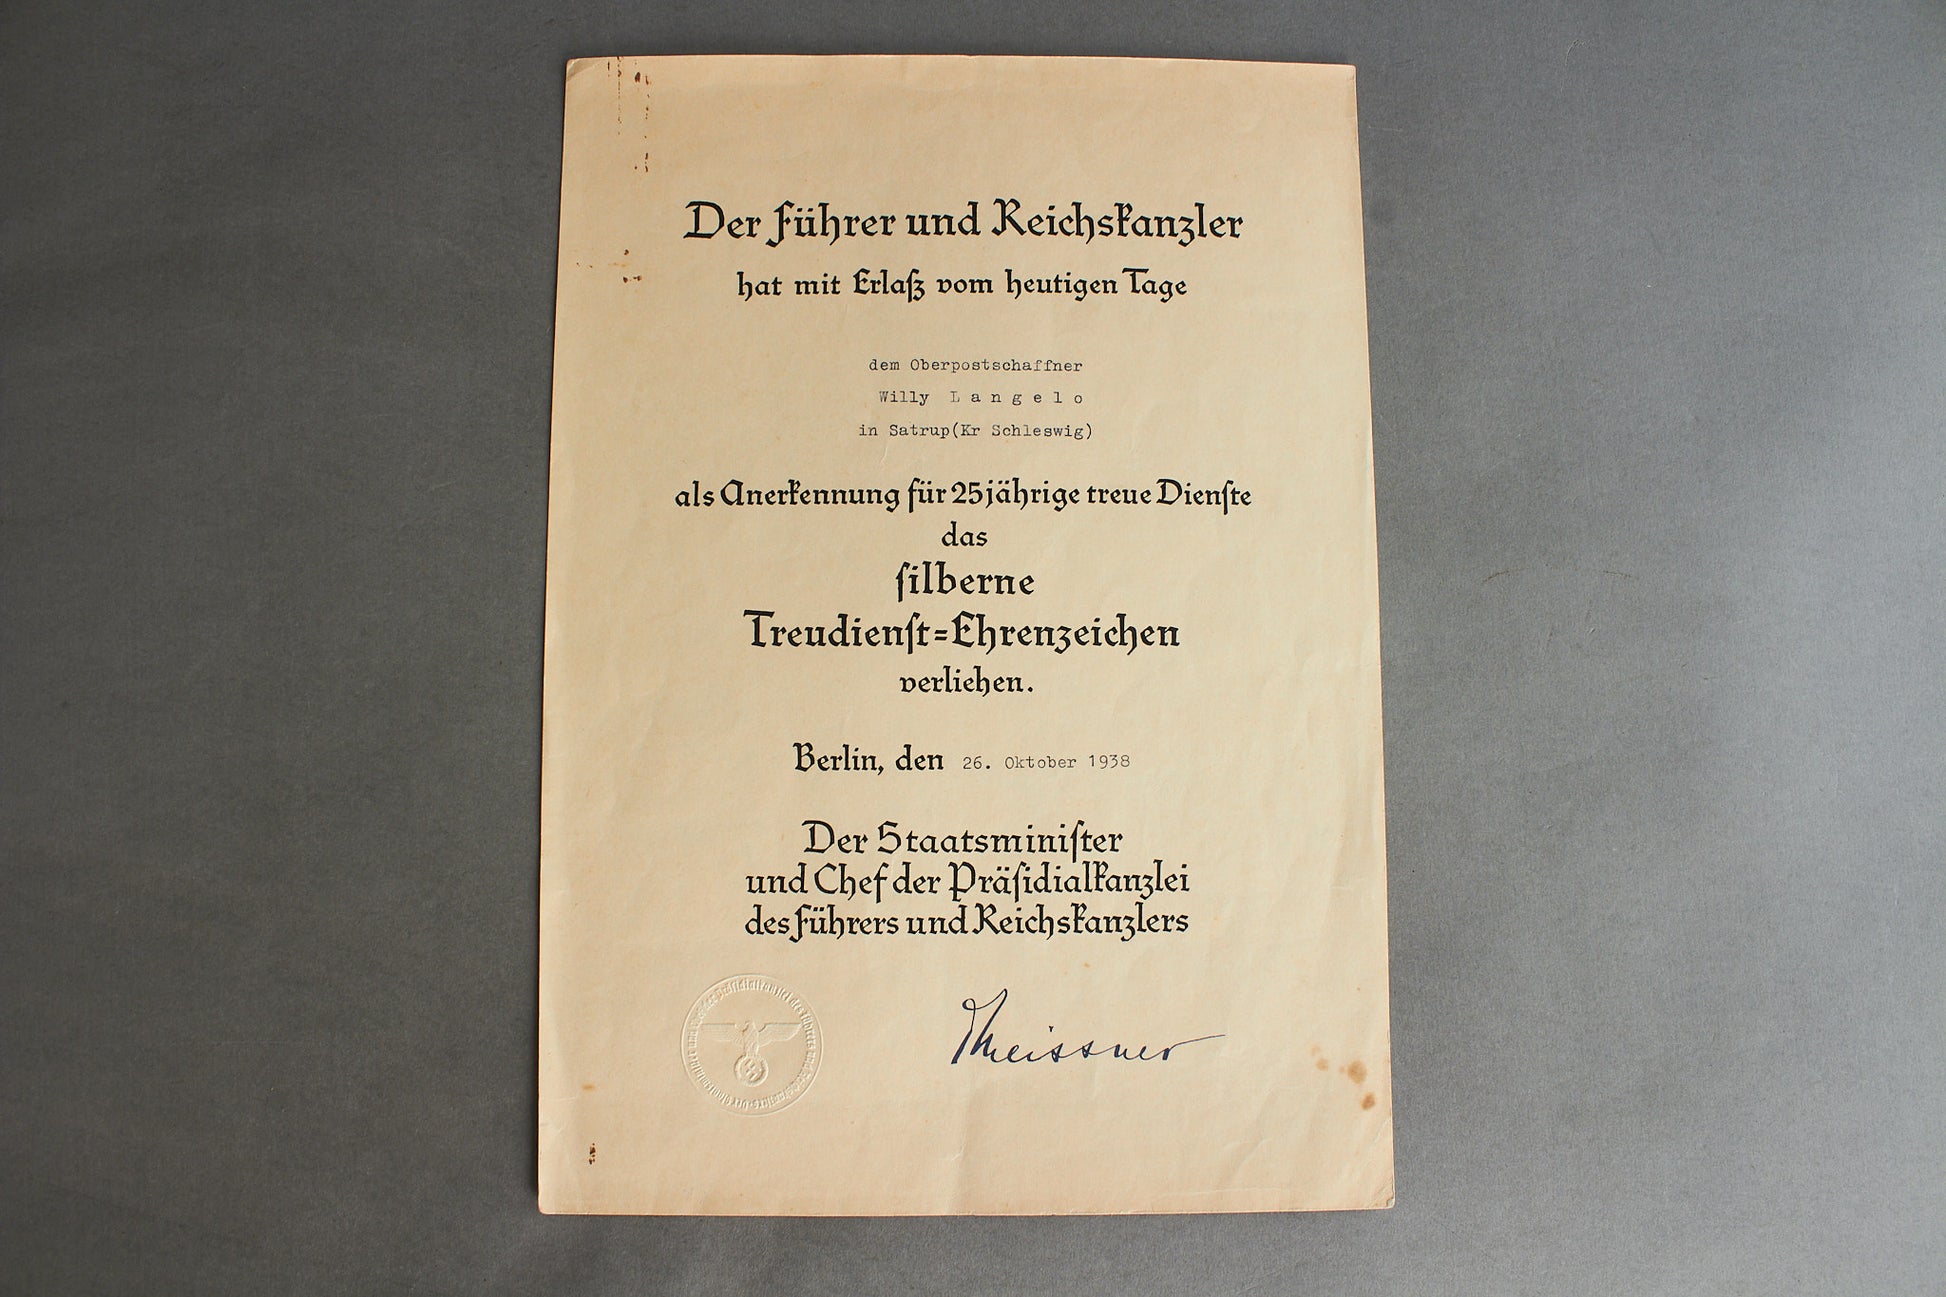 Der Führer und Reichskanzler
hat mit Erlaß vom heutigen Tage
dem Oberpostschaffner
Willy L a n g e l o
in Satrup(Kr Schleswig)
als Anerkennung für 25jährige treue Dienſte
das
ſilberne
Treudienſt=Ehrenzeichen
verliehen.
Berlin, den 26. Oktober 1938
Der Staatsminiſter
und Chef der Präſidialkanzlei
des Führers und Reichskanzlers
Meissner